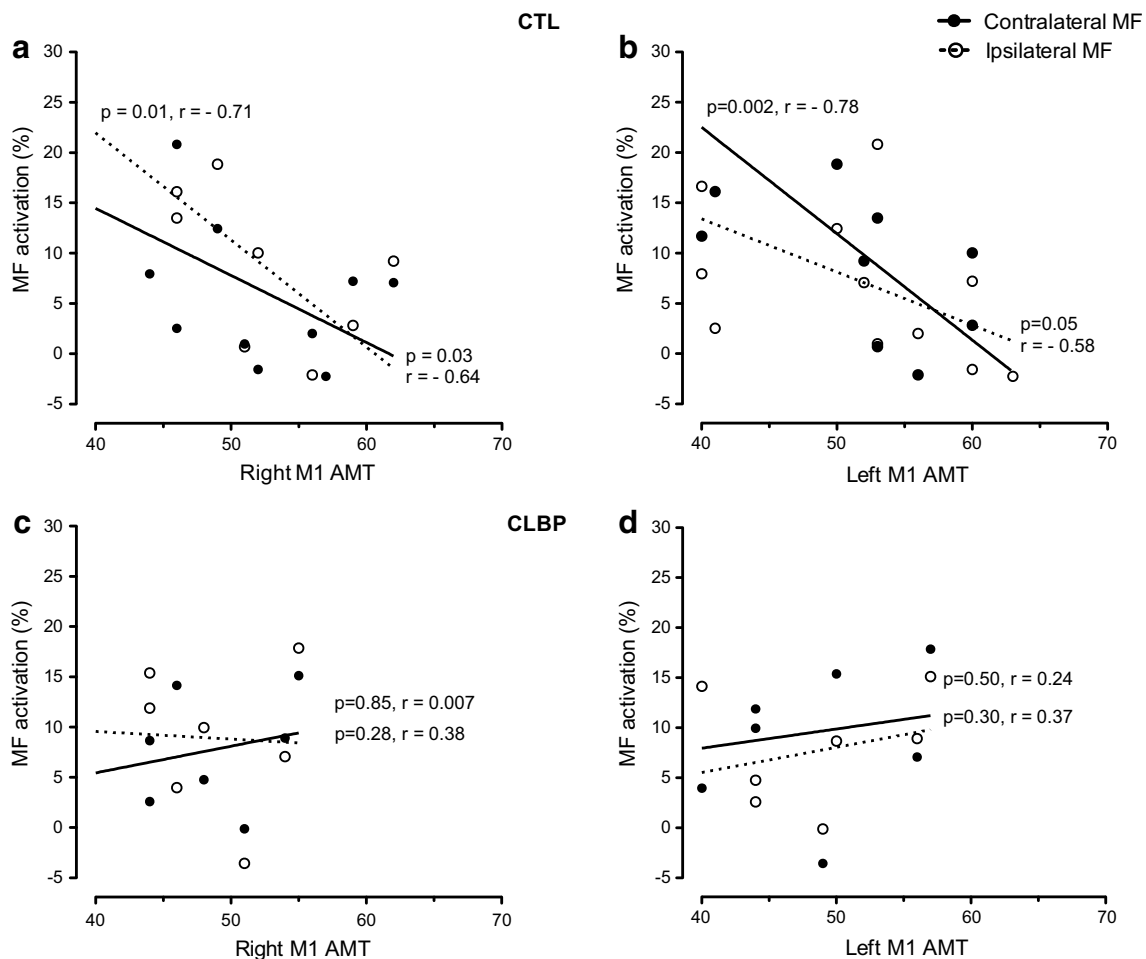 CTL
Contralateral MF
Ipsilateral MF
a
MF activation (%)
30
25
20
15
10
5
0
-5
p = 0.01, r = - 0.71
p = 0.03
r = - 0.64
40
50
60
70
Right M1 AMT
b
MF activation (%)
30
25
20
15
10
5
0
-5
p=0.002, r = - 0.78
p=0.05
r = - 0.58
40
50
60
70
Left M1 AMT
CLBP
c
MF activation (%)
30
25
20
15
10
5
0
-5
p=0.85, r = 0.007
p=0.28, r = 0.38
40
50
60
70
Right M1 AMT
d
MF activation (%)
30
25
20
15
10
5
0
-5
p=0.50, r = 0.24
p=0.30, r = 0.37
40
50
60
70
Left M1 AMT